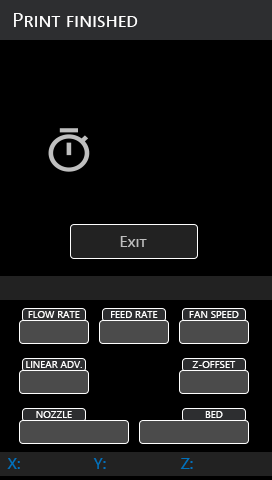 Print finished
Exit
FLOW RATE FEED RATE FAN SPEED
LINEAR ADV. Z-OFFSET
NOZZLE BED
X: Y: Z: